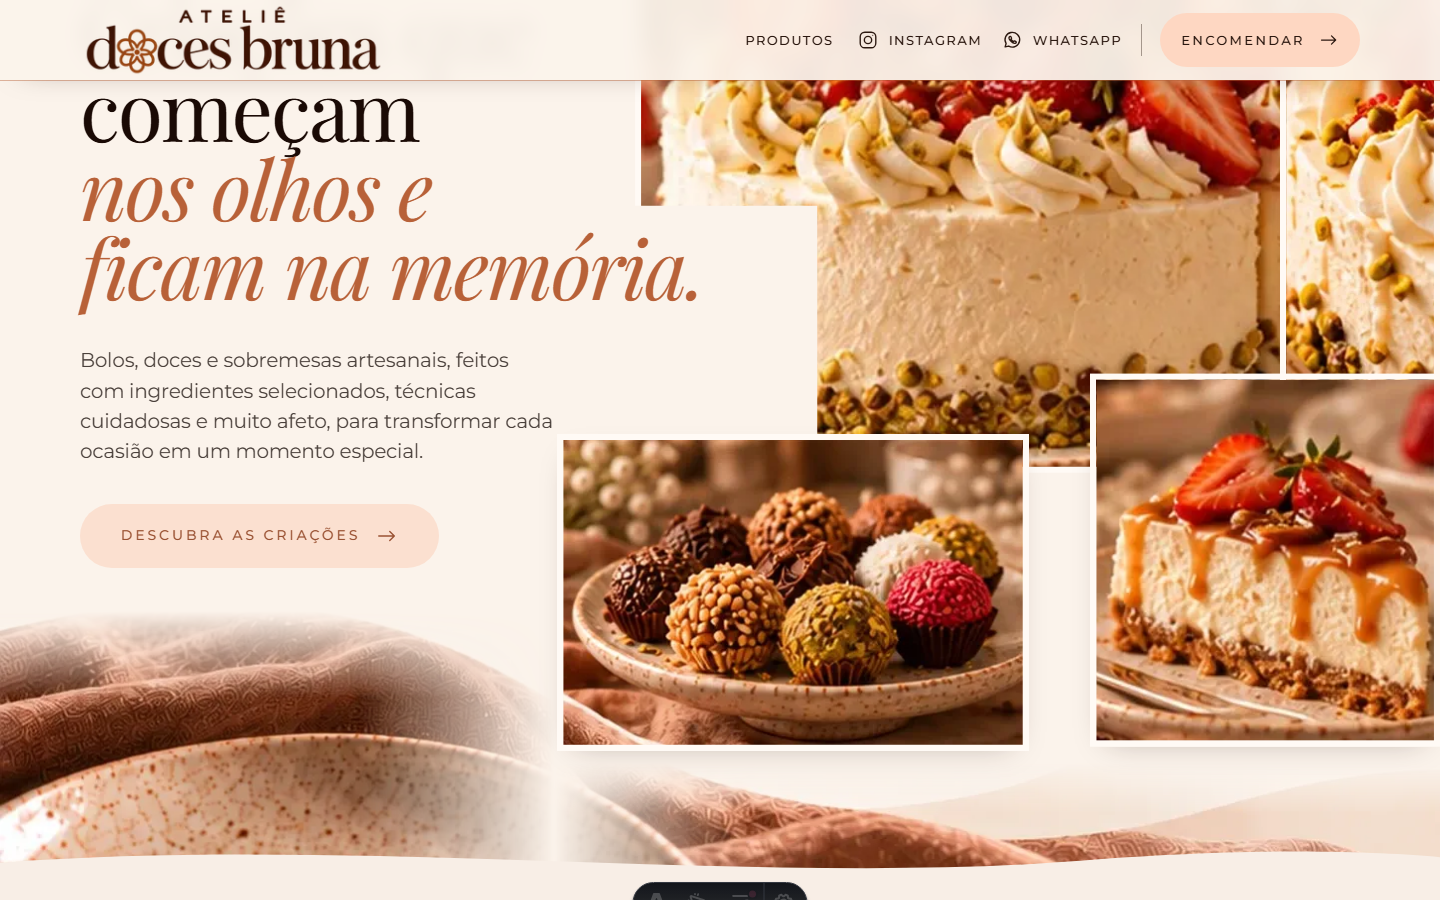 ATELIÊ
doces bruna
PRODUTOS
INSTAGRAM
WHATSAPP
ENCOMENDAR
começam
nos olhos e
ficam na memória.
Bolos, doces e sobremesas artesanais, feitos
com ingredientes selecionados, técnicas
cuidadosas e muito afeto, para transformar cada
ocasião em um momento especial.
DESCUBRA AS CRIAÇÕES